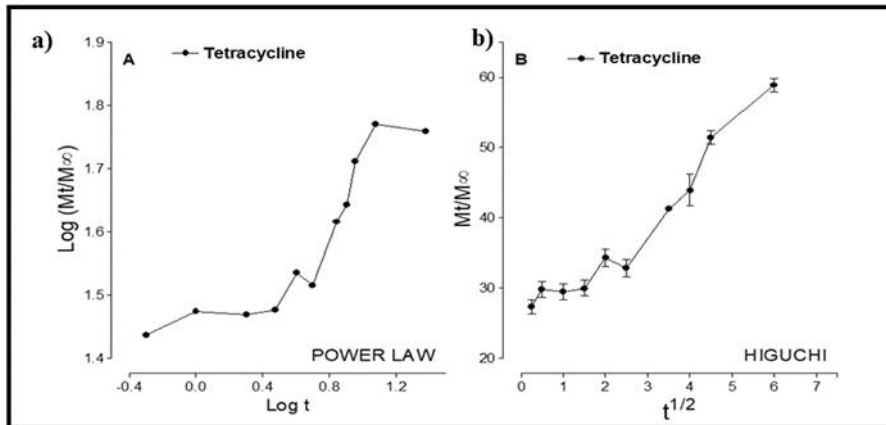 a)
A
Tetracycline
1.9
1.8
1.7
1.6
1.5
1.4
Log (Mt/M∞)
POWER LAW
-0.4
0.0
0.4
0.8
1.2
Log t
b)
B
Tetracycline
60
50
40
30
20
Mt/M∞
HIGUCHI
0
1
2
3
4
5
6
7
t1/2